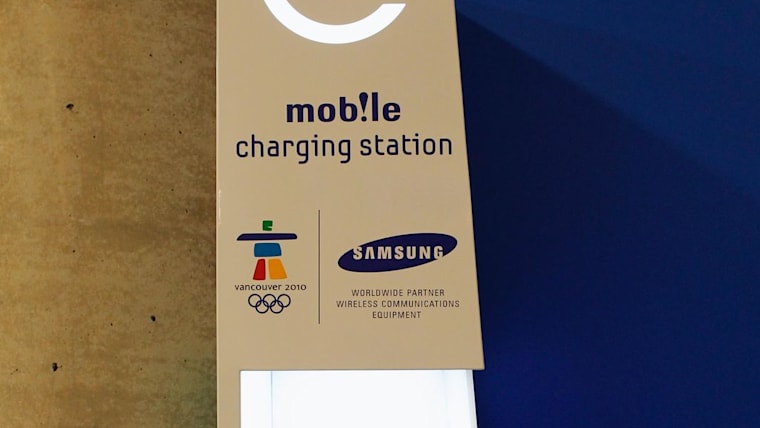 mob!le
charging station
vancouver 2010
SAMSUNG
WORLDWIDE PARTNER
WIRELESS COMMUNICATIONS
EQUIPMENT